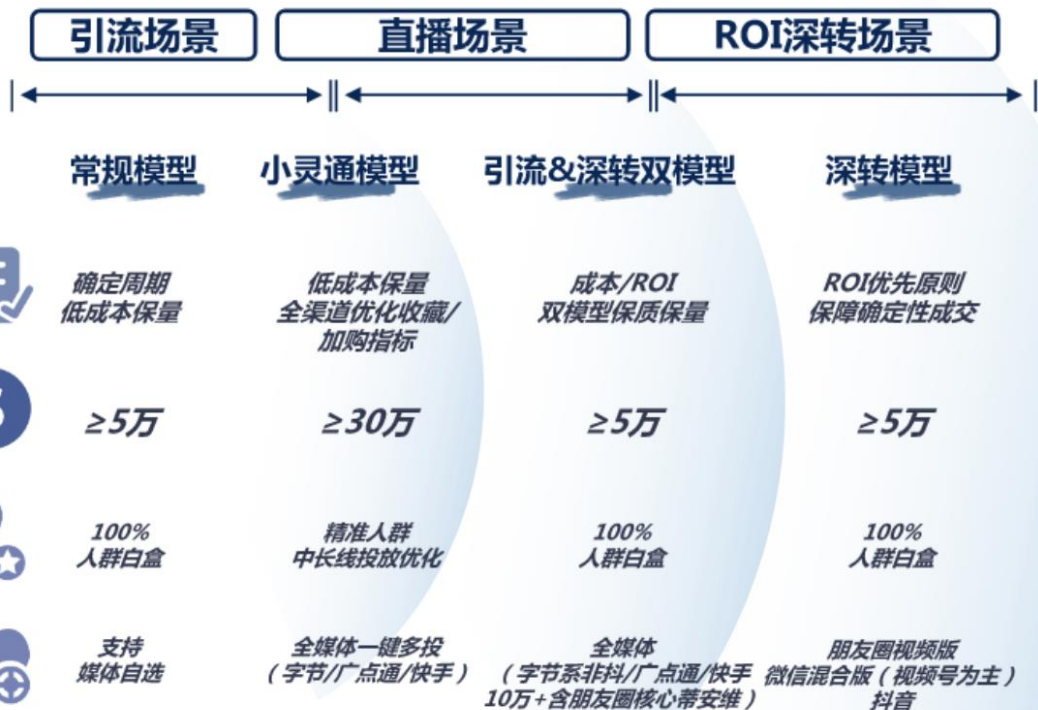 引流场景
直播场景
ROI深转场景
常规模型
小灵通模型
引流&深转双模型
深转模型
确定周期
低成本保量
低成本保量
全渠道优化收藏/
加购指标
成本/ROI
双模型保质保量
ROI优先原则
保障确定性成交
≥5万
≥30万
≥5万
≥5万
100%
人群白盒
精准人群
中长线投放优化
100%
人群白盒
100%
人群白盒
支持
媒体自选
全媒体一键多投
（字节/广点通/快手）
全媒体
（字节系非抖/广点通/快手
10万+含朋友圈核心蒂安维）
朋友圈视频版
微信混合版（视频号为主）
抖音